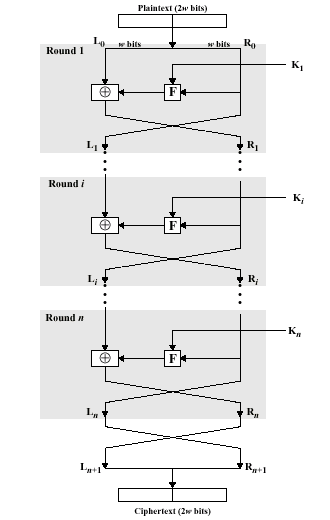 Plaintext (2w bits)
L0 w bits w bits R0
Round 1
K1
⊕ F
L1 R1
Round i
Ki
⊕ F
Li Ri
Round n
Kn
⊕ F
Ln Rn
Ln+1 Rn+1
Ciphertext (2w bits)